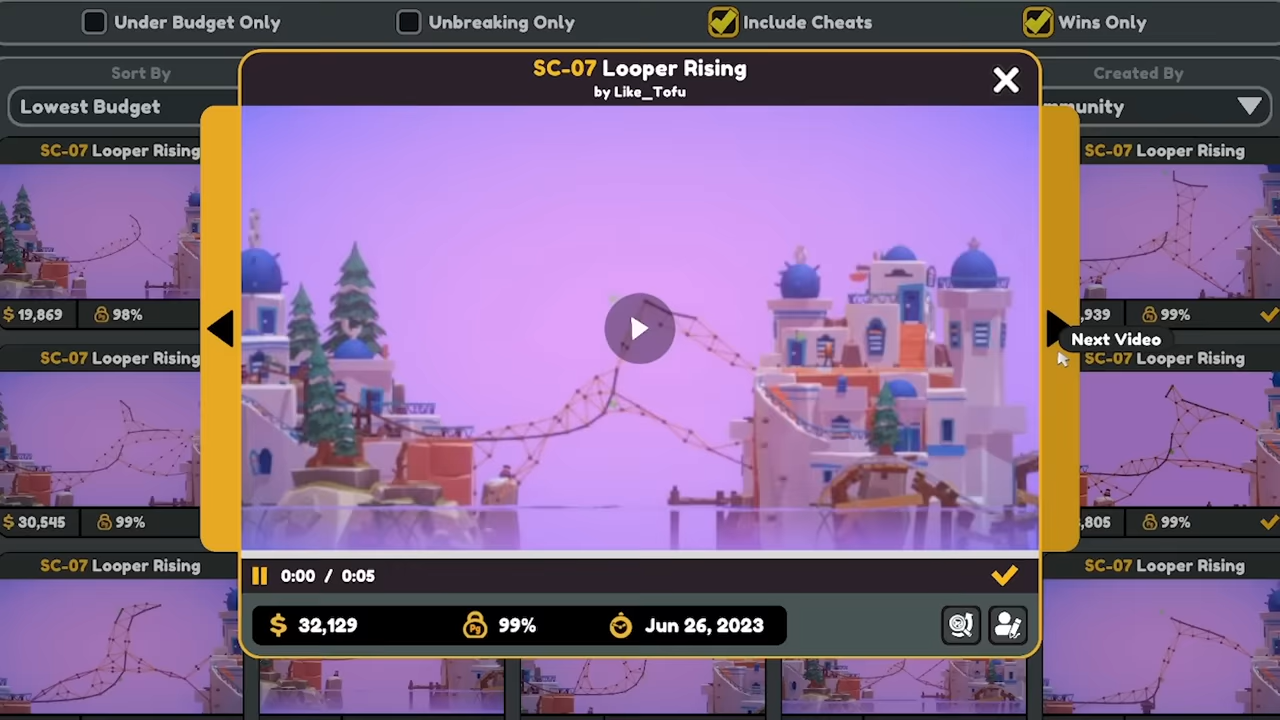 Under Budget Only
Unbreaking Only
Include Cheats
Wins Only
Sort By
Lowest Budget
SC-07 Looper Rising
by Like_Tofu
Created By
SC-07 Looper Rising
$ 19,869
98%
SC-07 Looper Rising
,939
99%
Next Video
SC-07 Looper Rising
$ 30,545
99%
SC-07 Looper Rising
,805
99%
0:00 / 0:05
$ 32,129
99%
Jun 26, 2023
SC-07 Looper Rising
SC-07 Looper Rising